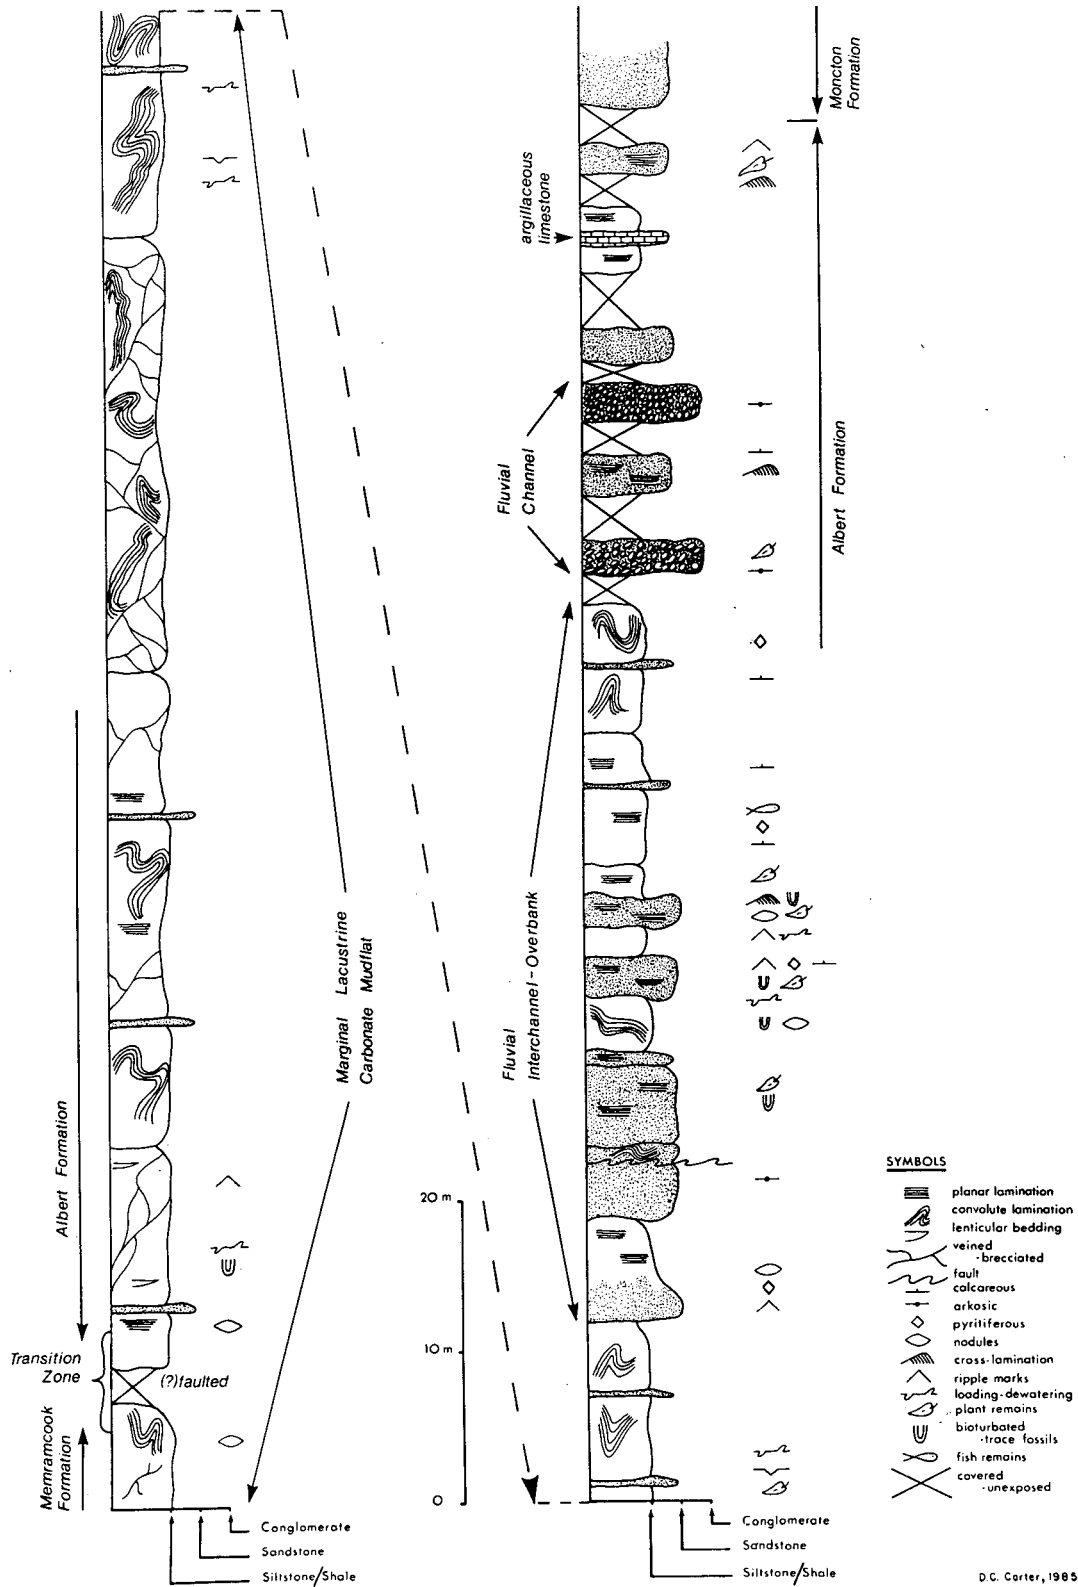 Moncton
Formation
argillaceous
limestone
Fluvial
Channel
Albert Formation
Marginal Lacustrine
Carbonate Mudflat
Fluvial
Interchannel - Overbank
Albert Formation
Transition
Zone
(?)faulted
Memramcook
Formation
20 m
10 m
0
Conglomerate
Sandstone
Siltstone/Shale
Conglomerate
Sandstone
Siltstone/Shale
SYMBOLS
planar lamination
convolute lamination
lenticular bedding
veined
·brecciated
fault
calcareous
arkosic
pyritiferous
nodules
cross-lamination
ripple marks
loading-dewatering
plant remains
bioturbated
·trace fossils
fish remains
covered
·unexposed
D.C. Carter, 1985